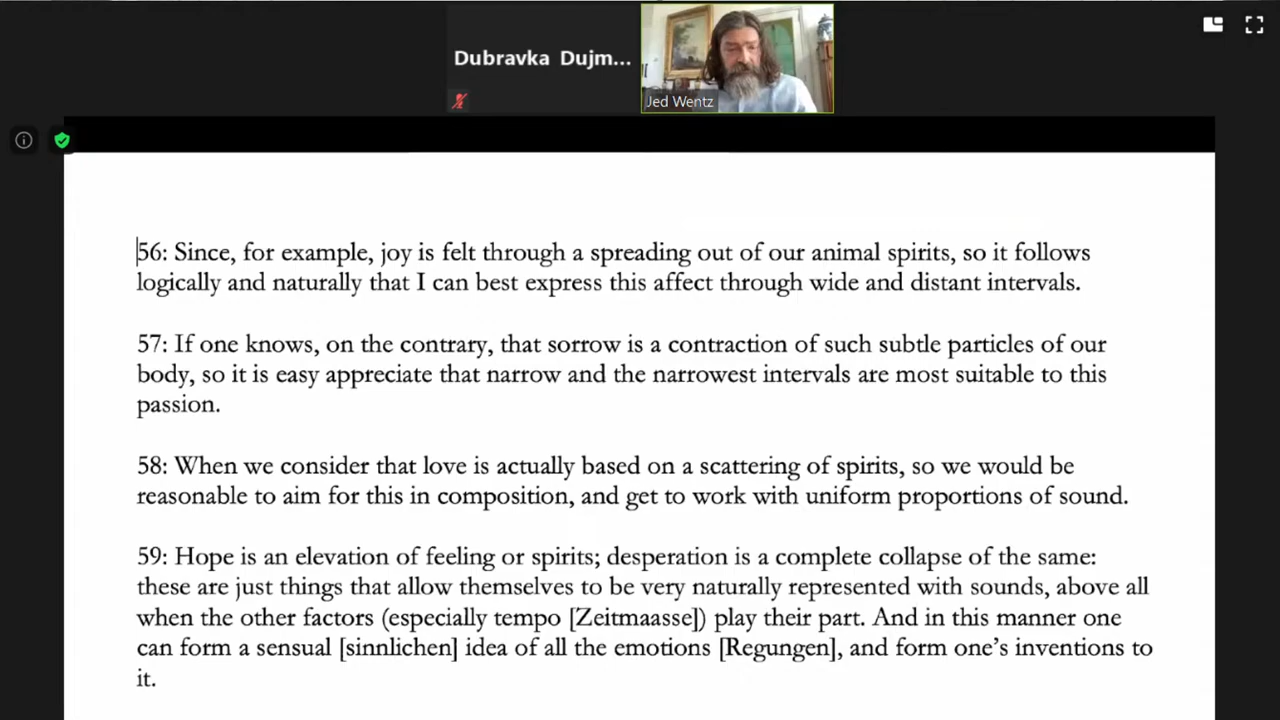 Dubravka Dujm...
Jed Wentz
56: Since, for example, joy is felt through a spreading out of our animal spirits, so it follows
logically and naturally that I can best express this affect through wide and distant intervals.
57: If one knows, on the contrary, that sorrow is a contraction of such subtle particles of our
body, so it is easy appreciate that narrow and the narrowest intervals are most suitable to this
passion.
58: When we consider that love is actually based on a scattering of spirits, so we would be
reasonable to aim for this in composition, and get to work with uniform proportions of sound.
59: Hope is an elevation of feeling or spirits; desperation is a complete collapse of the same:
these are just things that allow themselves to be very naturally represented with sounds, above all
when the other factors (especially tempo [Zeitmaasse]) play their part. And in this manner one
can form a sensual [sinnlichen] idea of all the emotions [Regungen], and form one's inventions to
it.